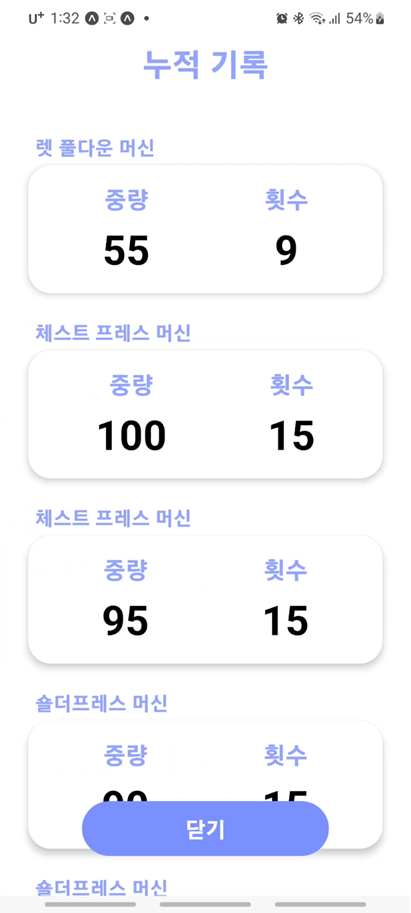 U+ 1:32 54%
누적 기록
렛 풀다운 머신
중량 횟수
55 9
체스트 프레스 머신
중량 횟수
100 15
체스트 프레스 머신
중량 횟수
95 15
숄더프레스 머신
중량 횟수
15
닫기
숄더프레스 머신